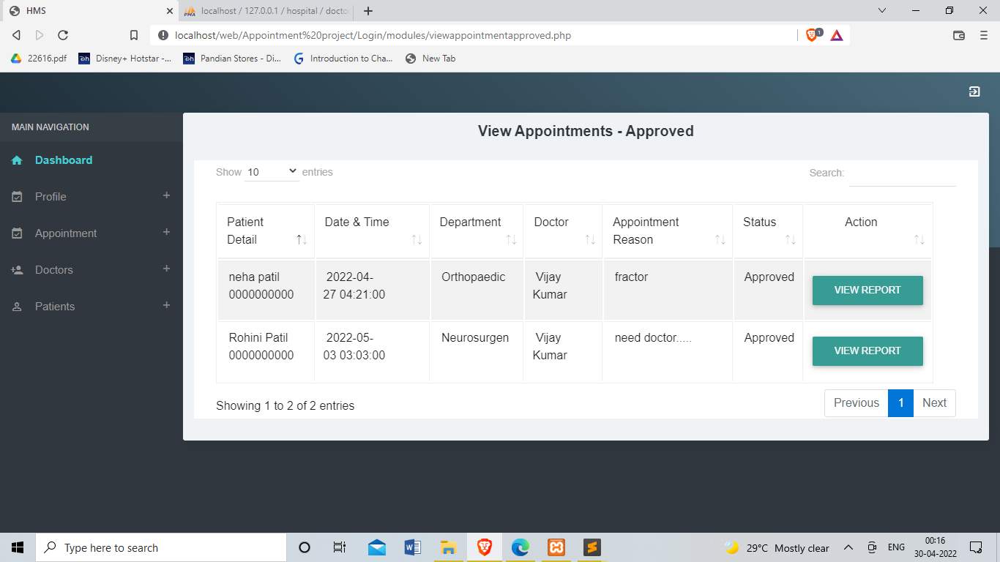 HMS
localhost / 127.0.0.1 / hospital / docto
localhost/web/Appointment%20project/Login/modules/viewappointmentapproved.php
1
22616.pdf
Disney+ Hotstar -...
Pandian Stores - Di...
Introduction to Cha...
New Tab
MAIN NAVIGATION
Dashboard
Profile
Appointment
Doctors
Patients
View Appointments - Approved
Show 10 entries
Search:
Patient Detail Date & Time Department Doctor Appointment Reason Status Action
neha patil 0000000000 2022-04-27 04:21:00 Orthopaedic Vijay Kumar fractor Approved VIEW REPORT
Rohini Patil 0000000000 2022-05-03 03:03:00 Neurosurgen Vijay Kumar need doctor..... Approved VIEW REPORT
Showing 1 to 2 of 2 entries
Previous 1 Next
Type here to search
29°C Mostly clear
ENG
00:16
30-04-2022